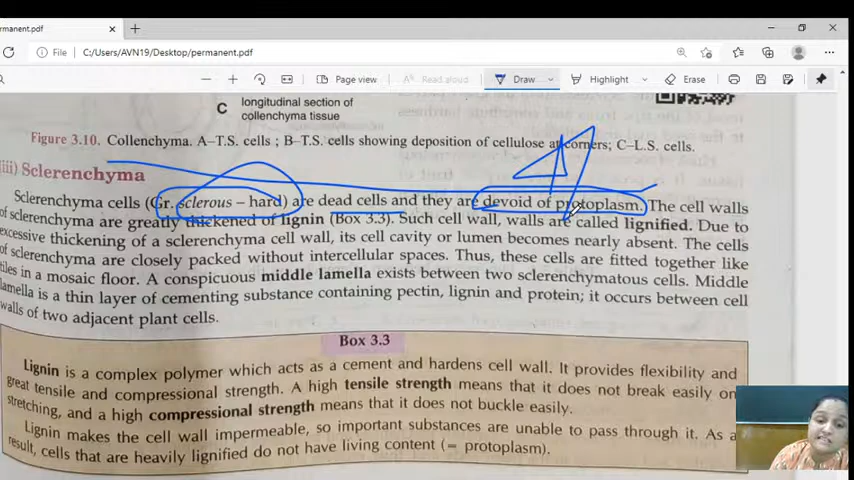 rmanent.pdf
File C:/Users/AVN19/Desktop/permanent.pdf
Page view Read aloud Draw Highlight Erase
C longitudinal section of
collenchyma tissue
Figure 3.10. Collenchyma. A–T.S. cells ; B–T.S. cells showing deposition of cellulose at corners; C–L.S. cells.
(iii) Sclerenchyma
Sclerenchyma cells (Gr. sclerous – hard) are dead cells and they are devoid of protoplasm. The cell walls
of sclerenchyma are greatly thickened of lignin (Box 3.3). Such cell wall, walls are called lignified. Due to
excessive thickening of a sclerenchyma cell wall, its cell cavity or lumen becomes nearly absent. The cells
of sclerenchyma are closely packed without intercellular spaces. Thus, these cells are fitted together like
tiles in a mosaic floor. A conspicuous middle lamella exists between two sclerenchymatous cells. Middle
lamella is a thin layer of cementing substance containing pectin, lignin and protein; it occurs between cell
walls of two adjacent plant cells.
Box 3.3
Lignin is a complex polymer which acts as a cement and hardens cell wall. It provides flexibility and
great tensile and compressional strength. A high tensile strength means that it does not break easily on
stretching, and a high compressional strength means that it does not buckle easily.
Lignin makes the cell wall impermeable, so important substances are unable to pass through it. As a
result, cells that are heavily lignified do not have living content (= protoplasm).